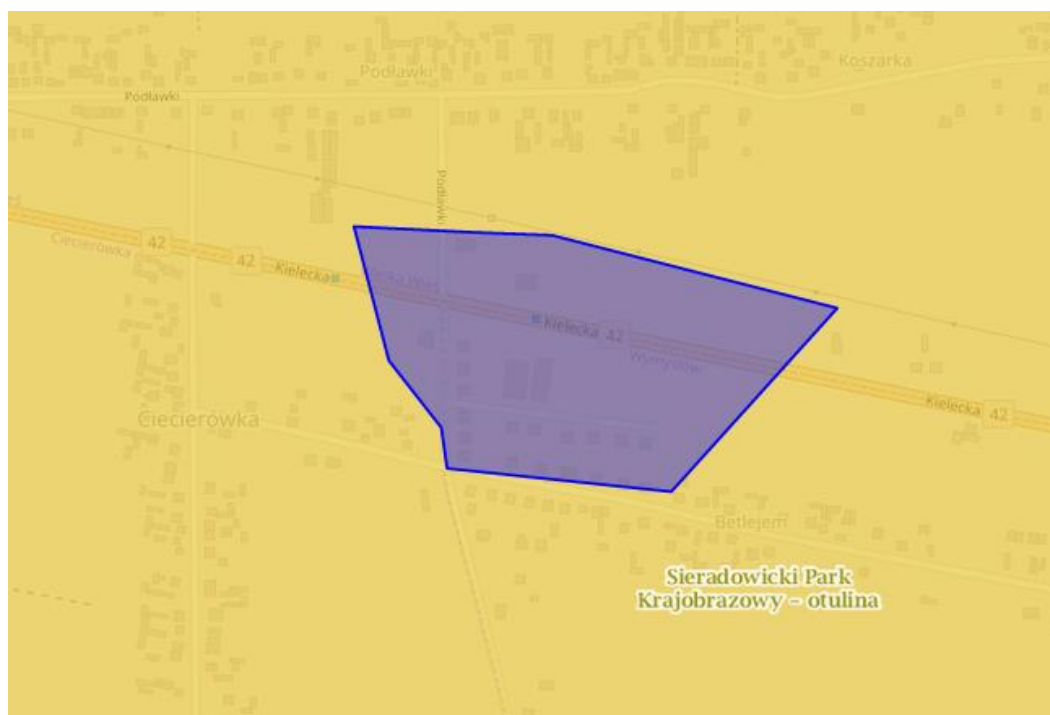 Podławki
Koszarka
Podławki
Podławki
Ciecierówka
42
42
Kielecka
Kielecka 42
Wymysłów
Kielecka 42
Ciecierówka
Betlejem
Sieradowicki Park
Krajobrazowy – otulina